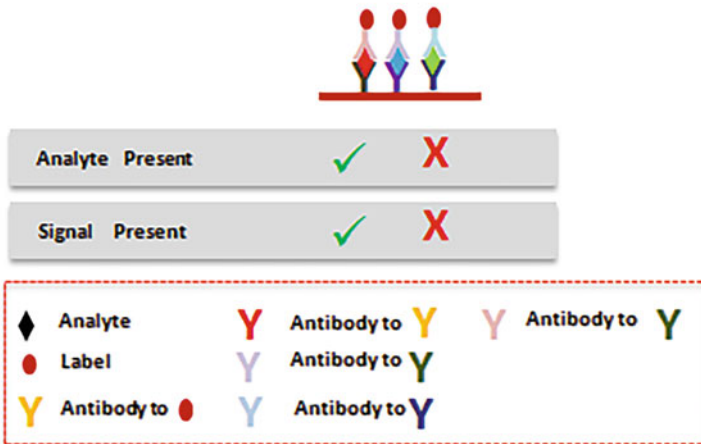 Analyte Present ✓ X
Signal Present ✓ X
Analyte Y Antibody to Y Y Antibody to Y
Label Y Antibody to Y
Y Antibody to Y Antibody to Y